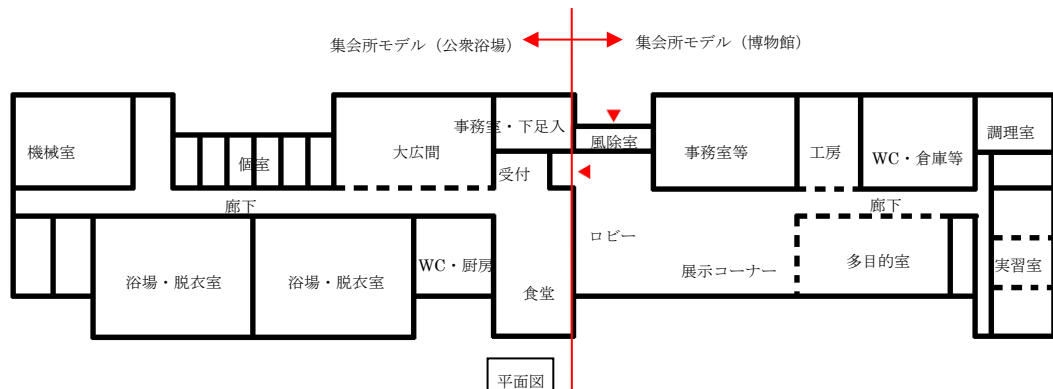 集会所モデル（公衆浴場）
集会所モデル（博物館）
機械室
個室
大広間
事務室・下足入
風除室
受付
事務室等
工房
WC・倉庫等
調理室
廊下
廊下
ロビー
展示コーナー
多目的室
実習室
浴場・脱衣室
浴場・脱衣室
WC・厨房
食堂
平面図